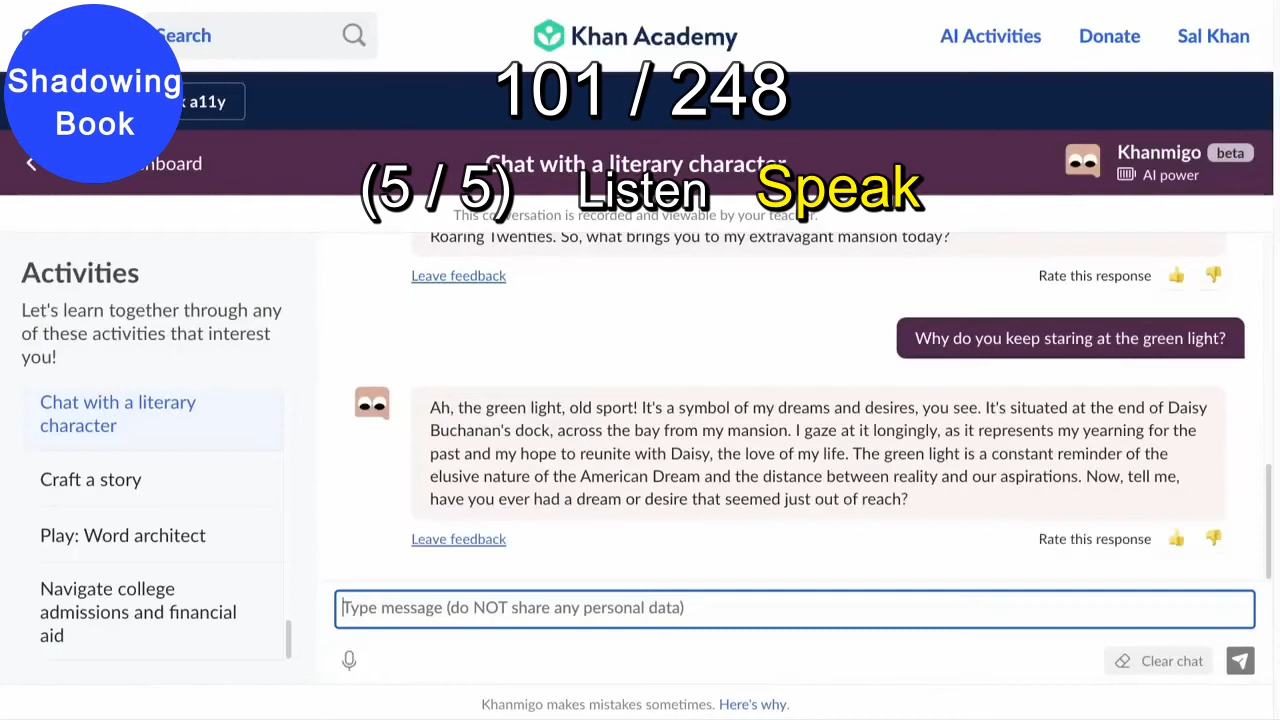 Search
Khan Academy
AI Activities
Donate
Sal Khan
Shadowing
Book
a11y
101 / 248
Chat with a literary character
Khanmigo beta
AI power
(5 / 5) Listen Speak
This conversation is recorded and viewable by your teacher.
Activities
Let's learn together through any
of these activities that interest
you!
Chat with a literary
character
Craft a story
Play: Word architect
Navigate college
admissions and financial
aid
Roaring Twenties. So, what brings you to my extravagant mansion today?
Leave feedback
Rate this response
Why do you keep staring at the green light?
Ah, the green light, old sport! It's a symbol of my dreams and desires, you see. It's situated at the end of Daisy
Buchanan's dock, across the bay from my mansion. I gaze at it longingly, as it represents my yearning for the
past and my hope to reunite with Daisy, the love of my life. The green light is a constant reminder of the
elusive nature of the American Dream and the distance between reality and our aspirations. Now, tell me,
have you ever had a dream or desire that seemed just out of reach?
Leave feedback
Rate this response
Type message (do NOT share any personal data)
Clear chat
Khanmigo makes mistakes sometimes. Here's why.